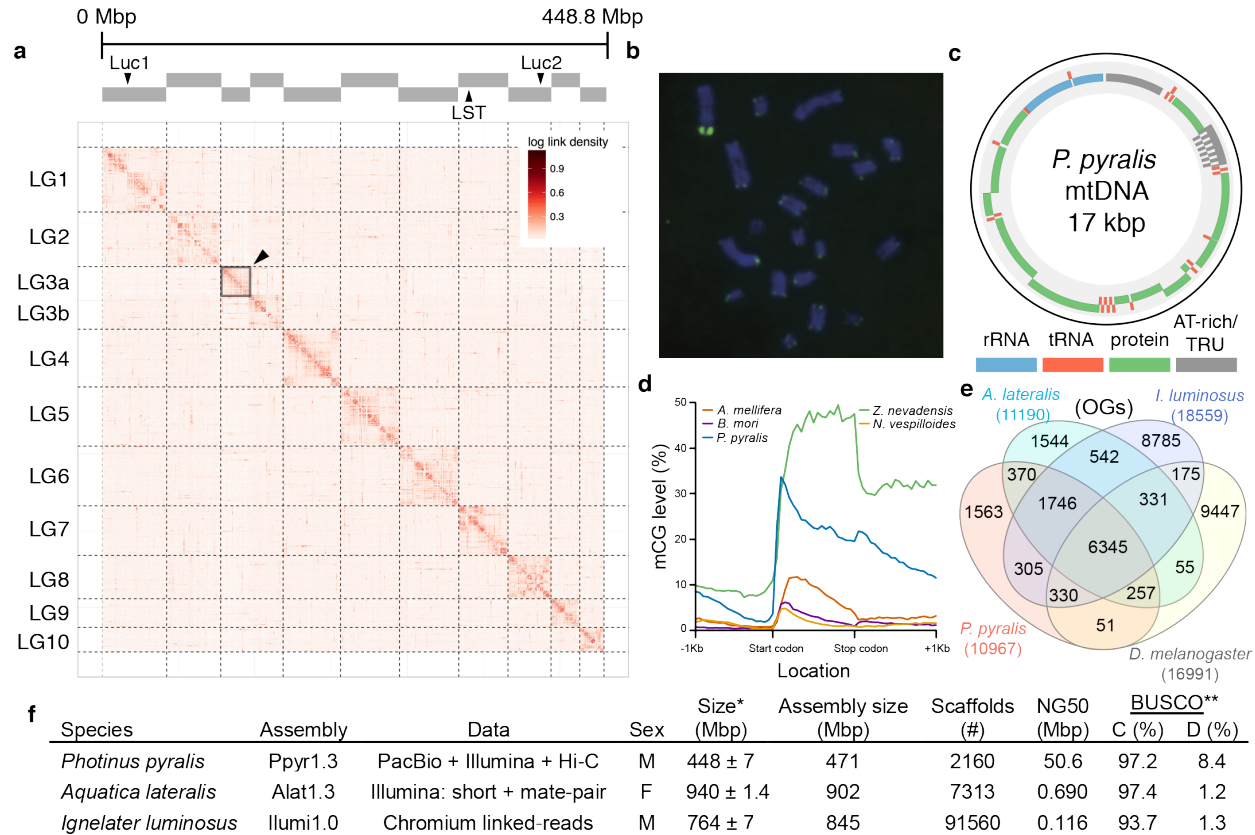 0 Mbp 448.8 Mbp
a
Luc1 Luc2
LST
log link density
0.9
0.6
0.3
LG1
LG2
LG3a
LG3b
LG4
LG5
LG6
LG7
LG8
LG9
LG10
b
c
P. pyralis
mtDNA
17 kbp
rRNA tRNA protein AT-rich/
TRU
d
50
40
30
20
10
0
mCG level (%)
A. mellifera
B. mori
P. pyralis
Z. nevadensis
N. vespilloides
-1Kb Start codon Stop codon +1Kb
Location
e
(OGs)
A. lateralis
(11190)
I. luminosus
(18559)
1544 542 8785
370 175
1746 331
1563 9447
6345
305 55
330 257
51
P. pyralis
(10967)
D. melanogaster
(16991)
f
Size* Assembly size Scaffolds NG50 BUSCO**
Species Assembly Data Sex (Mbp) (Mbp) (#) (Mbp) C (%) D (%)
Photinus pyralis Ppyr1.3 PacBio + Illumina + Hi-C M 448 ± 7 471 2160 50.6 97.2 8.4
Aquatica lateralis Alat1.3 Illumina: short + mate-pair F 940 ± 1.4 902 7313 0.690 97.4 1.2
Ignelater luminosus Ilumi1.0 Chromium linked-reads M 764 ± 7 845 91560 0.116 93.7 1.3